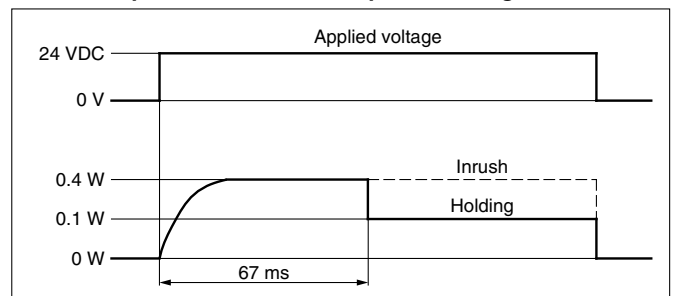 Applied voltage
24 VDC
0 V
Inrush
0.4 W
Holding
0.1 W
0 W
67 ms